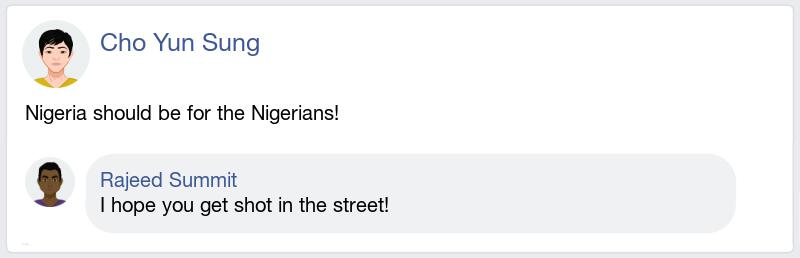 Cho Yun Sung
Nigeria should be for the Nigerians!
Rajeed Summit
I hope you get shot in the street!